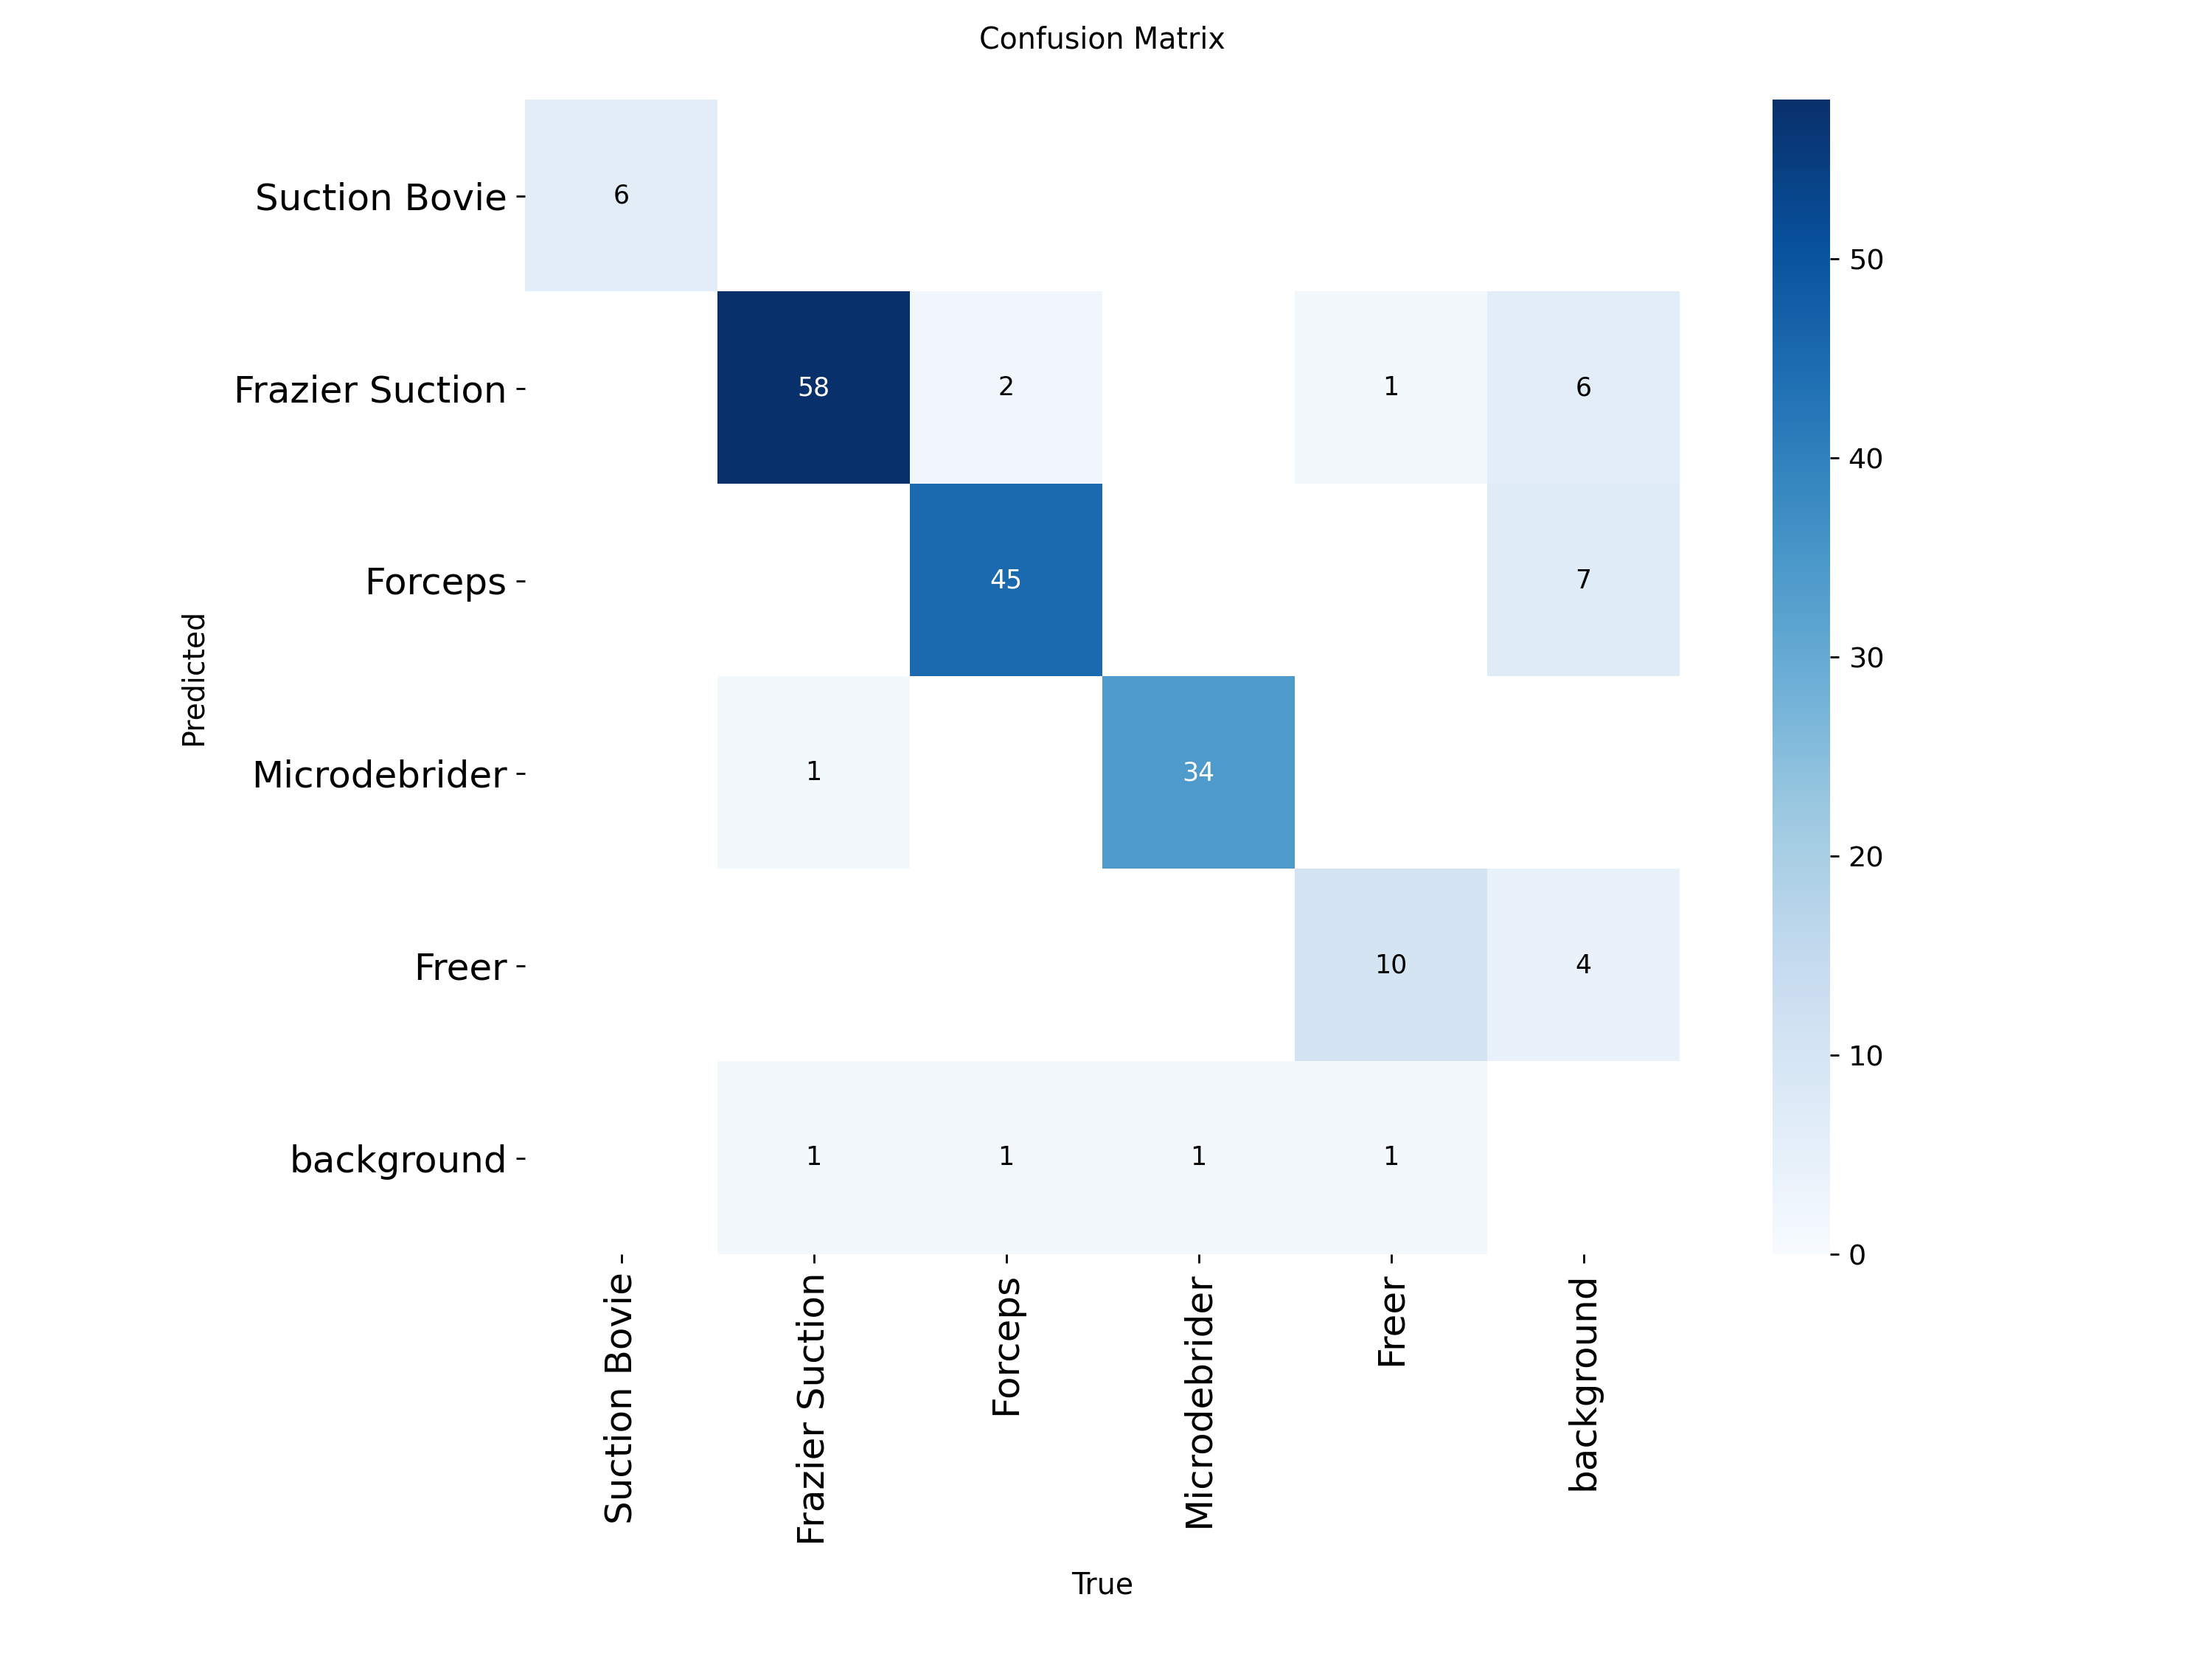 Confusion Matrix
Suction Bovie
6
Frazier Suction
58 2 1 6
50
40
Forceps
45 7
30
Predicted
Microdebrider
1 34
20
Freer
10 4
10
background
1 1 1 1
0
Suction Bovie
Frazier Suction
Forceps
Microdebrider
Freer
background
True